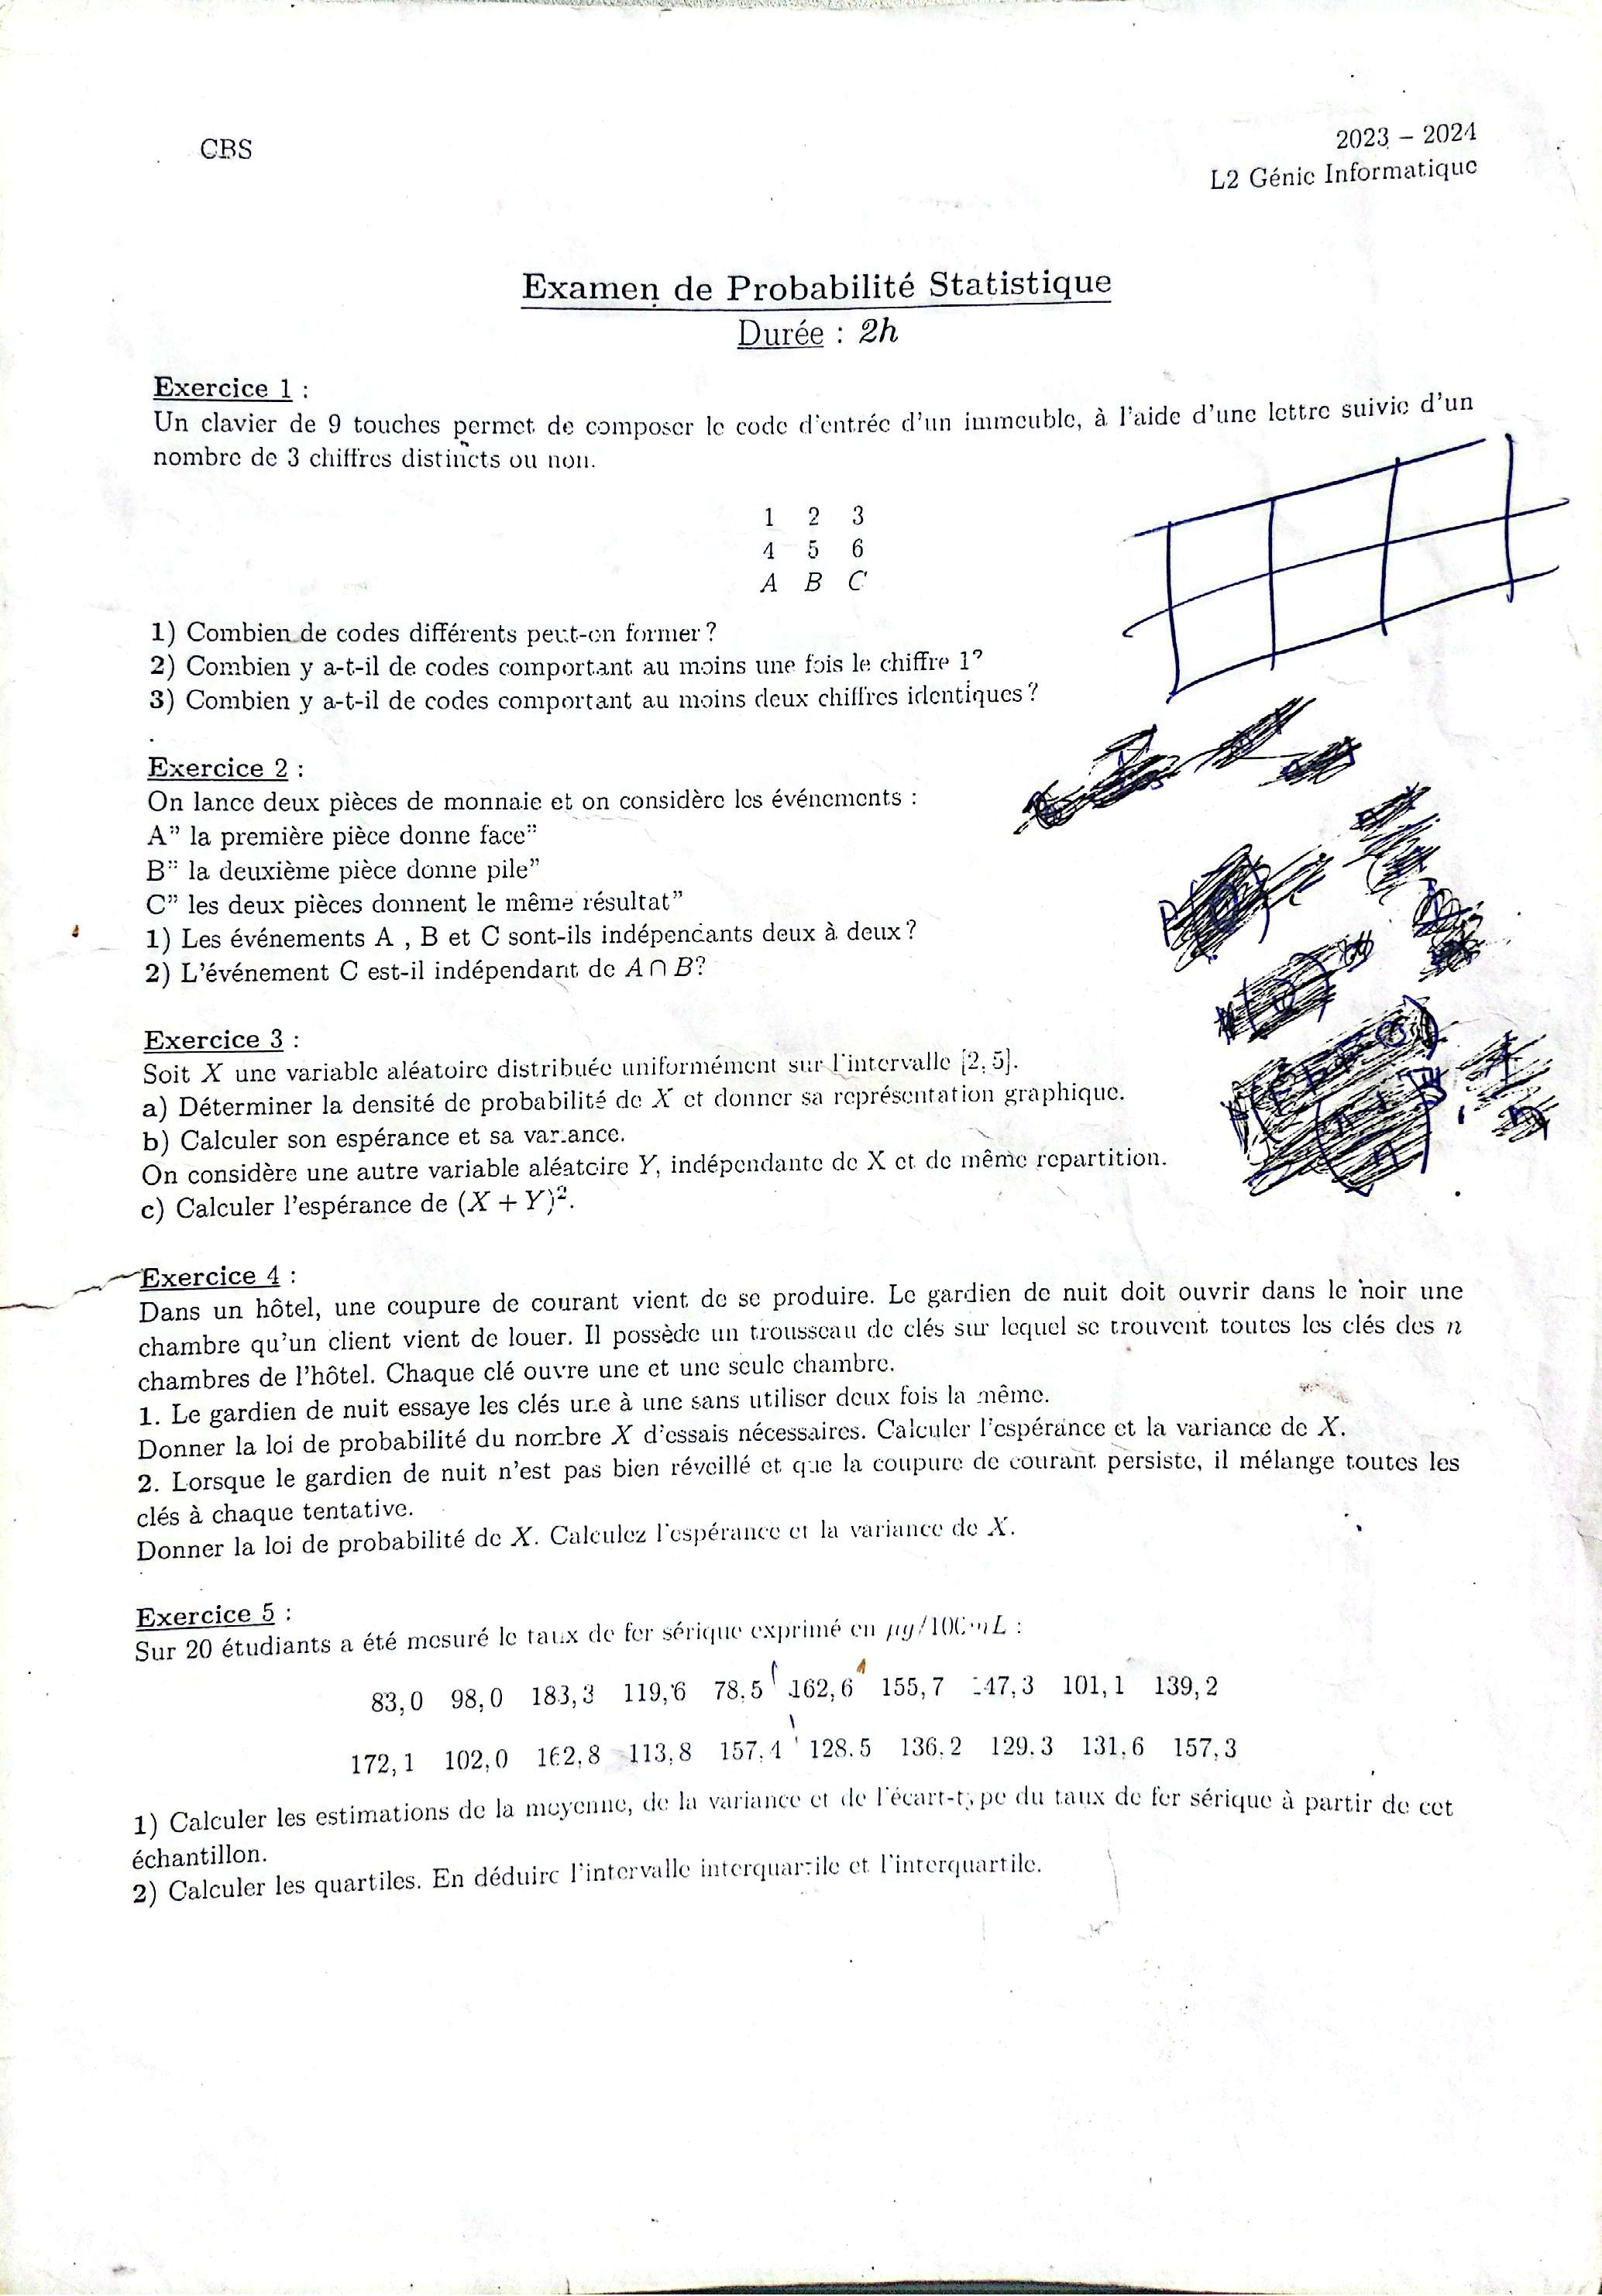 CBS
2023 – 2024
L2 Génie Informatique
Examen de Probabilité Statistique
Durée : 2h
Exercice 1 :
Un clavier de 9 touches permet de composer le code d'entrée d'un immeuble, à l'aide d'une lettre suivie d'un
nombre de 3 chiffres distincts ou non.
1 2 3
4 5 6
A B C
1) Combien de codes différents peut-on former ?
2) Combien y a-t-il de codes comportant au moins une fois le chiffre 1?
3) Combien y a-t-il de codes comportant au moins deux chiffres identiques ?
Exercice 2 :
On lance deux pièces de monnaie et on considère les événements :
A" la première pièce donne face"
B" la deuxième pièce donne pile"
C" les deux pièces donnent le même résultat"
1) Les événements A , B et C sont-ils indépendants deux à deux ?
2) L'événement C est-il indépendant de A ∩ B?
Exercice 3 :
Soit X une variable aléatoire distribuée uniformément sur l'intervalle [2, 5].
a) Déterminer la densité de probabilité de X et donner sa représentation graphique.
b) Calculer son espérance et sa variance.
On considère une autre variable aléatoire Y, indépendante de X et de même repartition.
c) Calculer l'espérance de (X + Y)².
Exercice 4 :
Dans un hôtel, une coupure de courant vient de se produire. Le gardien de nuit doit ouvrir dans le noir une
chambre qu'un client vient de louer. Il possède un trousseau de clés sur lequel se trouvent toutes les clés des n
chambres de l'hôtel. Chaque clé ouvre une et une seule chambre.
1. Le gardien de nuit essaye les clés une à une sans utiliser deux fois la même.
Donner la loi de probabilité du nombre X d'essais nécessaires. Calculer l'espérance et la variance de X.
2. Lorsque le gardien de nuit n'est pas bien réveillé et que la coupure de courant persiste, il mélange toutes les
clés à chaque tentative.
Donner la loi de probabilité de X. Calculez l'espérance et la variance de X.
Exercice 5 :
Sur 20 étudiants a été mesuré le taux de fer sérique exprimé en μg/100mL :
83,0 98,0 183,3 119,6 78,5 162,6 155,7 147,3 101,1 139,2
172,1 102,0 162,8 113,8 157,4 128.5 136.2 129.3 131,6 157,3
1) Calculer les estimations de la moyenne, de la variance et de l'écart-type du taux de fer sérique à partir de cet
échantillon.
2) Calculer les quartiles. En déduire l'intervalle interquartile et l'interquartile.